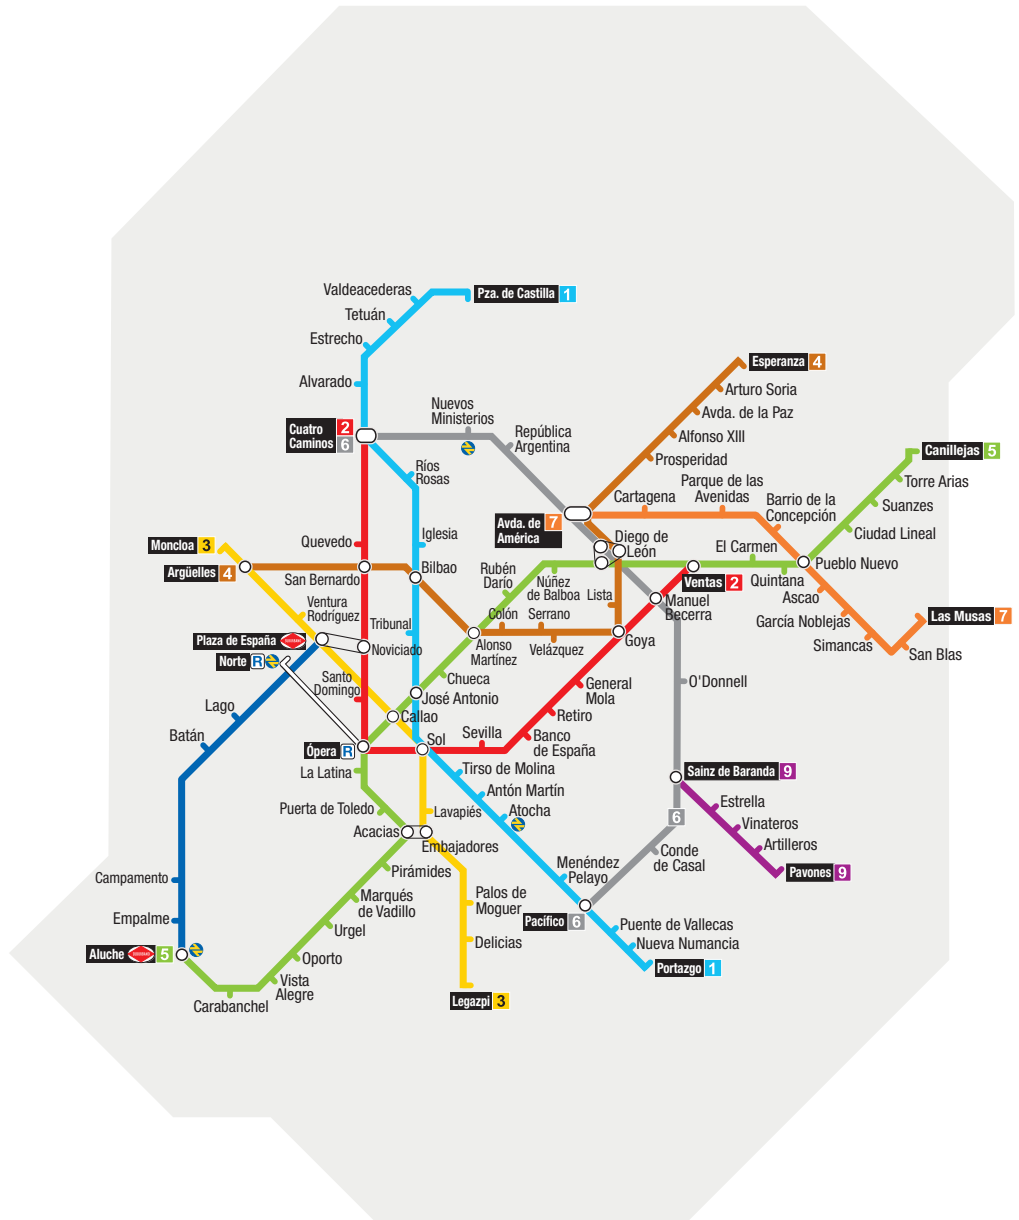 Valdeacederas
Pza. de Castilla 1
Tetuán
Estrecho
Alvarado
Esperanza 4
Arturo Soria
Avda. de la Paz
Alfonso XIII
Prosperidad
Nuevos
Ministerios
República
Argentina
Cuatro
Caminos
2
6
Canillejas 5
Torre Arias
Suanzes
Ciudad Lineal
Ríos
Rosas
Cartagena
Parque de las
Avenidas
Barrio de la
Concepción
Avda. de
América
7
Iglesia
Quevedo
Moncloa 3
Argüelles 4
San Bernardo
Bilbao
Diego de
León
El Carmen
Pueblo Nuevo
Quintana
Ascao
García Noblejas
Simancas
San Blas
Las Musas 7
Rubén
Darío
Núñez
de Balboa
Lista
Ventas 2
Manuel
Becerra
Ventura
Rodríguez
Tribunal
Colón
Serrano
Velázquez
Goya
Alonso
Martínez
Plaza de España
Noviciado
Norte R
Santo
Domingo
Chueca
José Antonio
Callao
General
Mola
Retiro
Banco
de España
Sevilla
O'Donnell
Lago
Batán
Ópera R
Sol
La Latina
Tirso de Molina
Antón Martín
Atocha
Sainz de Baranda 9
Estrella
Vinateros
Artilleros
Pavones 9
6
Puerta de Toledo
Lavapiés
Acacias
Embajadores
Conde
de Casal
Menéndez
Pelayo
Pirámides
Campamento
Marqués
de Vadillo
Palos de
Moguer
Empalme
Urgel
Pacífico 6
Puente de Vallecas
Nueva Numancia
Portazgo 1
Delicias
Aluche
5
Oporto
Vista
Alegre
Carabanchel
Legazpi 3